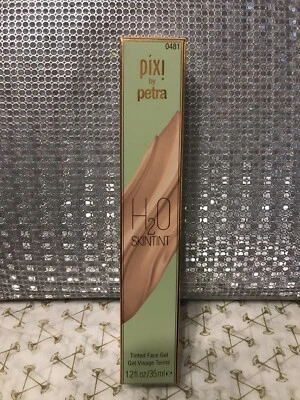 0481
pixi
by
petra
H2O
SKINTINT
Tinted Face Gel
Gel Visage Teinté
1.2 fl oz/35ml e